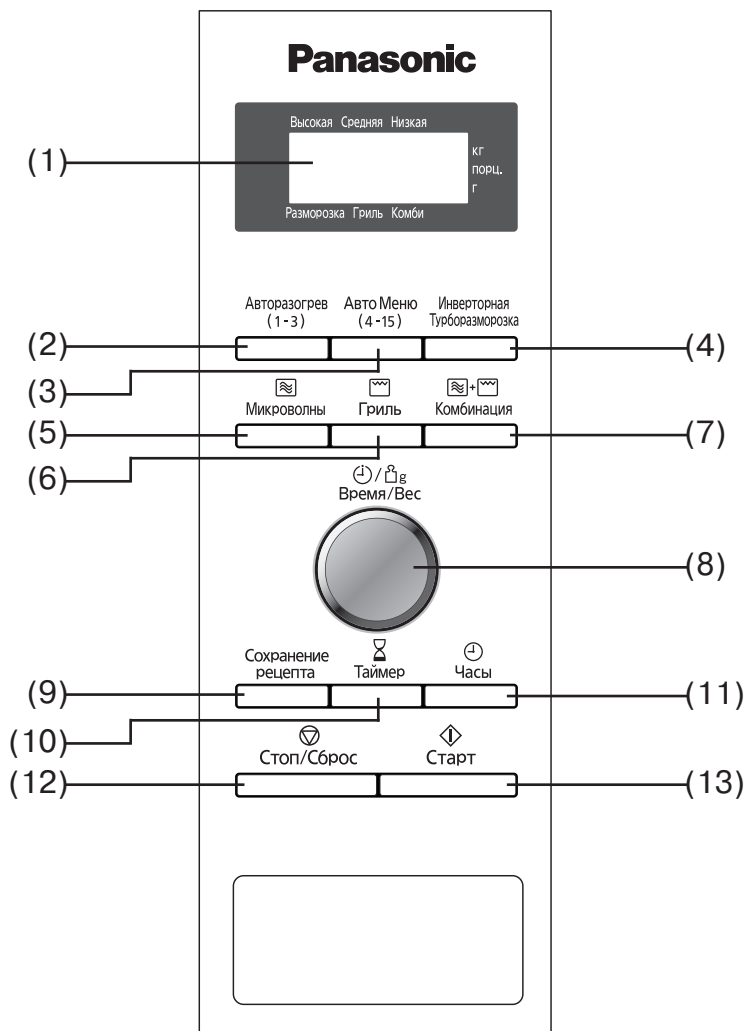 Panasonic
Высокая Средняя Низкая
(1)
кг
порц.
г
Разморозка Гриль Комби
Авторазогрев
(1-3)
Авто Меню
(4-15)
Инверторная
Турборазморозка
(2)
(4)
(3)
Микроволны
Гриль
+
Комбинация
(5)
(7)
(6)
/ g
Время/Вес
(8)
Сохранение
рецепта
Таймер
Часы
(9)
(11)
(10)
Стоп/Сброс
Старт
(12)
(13)